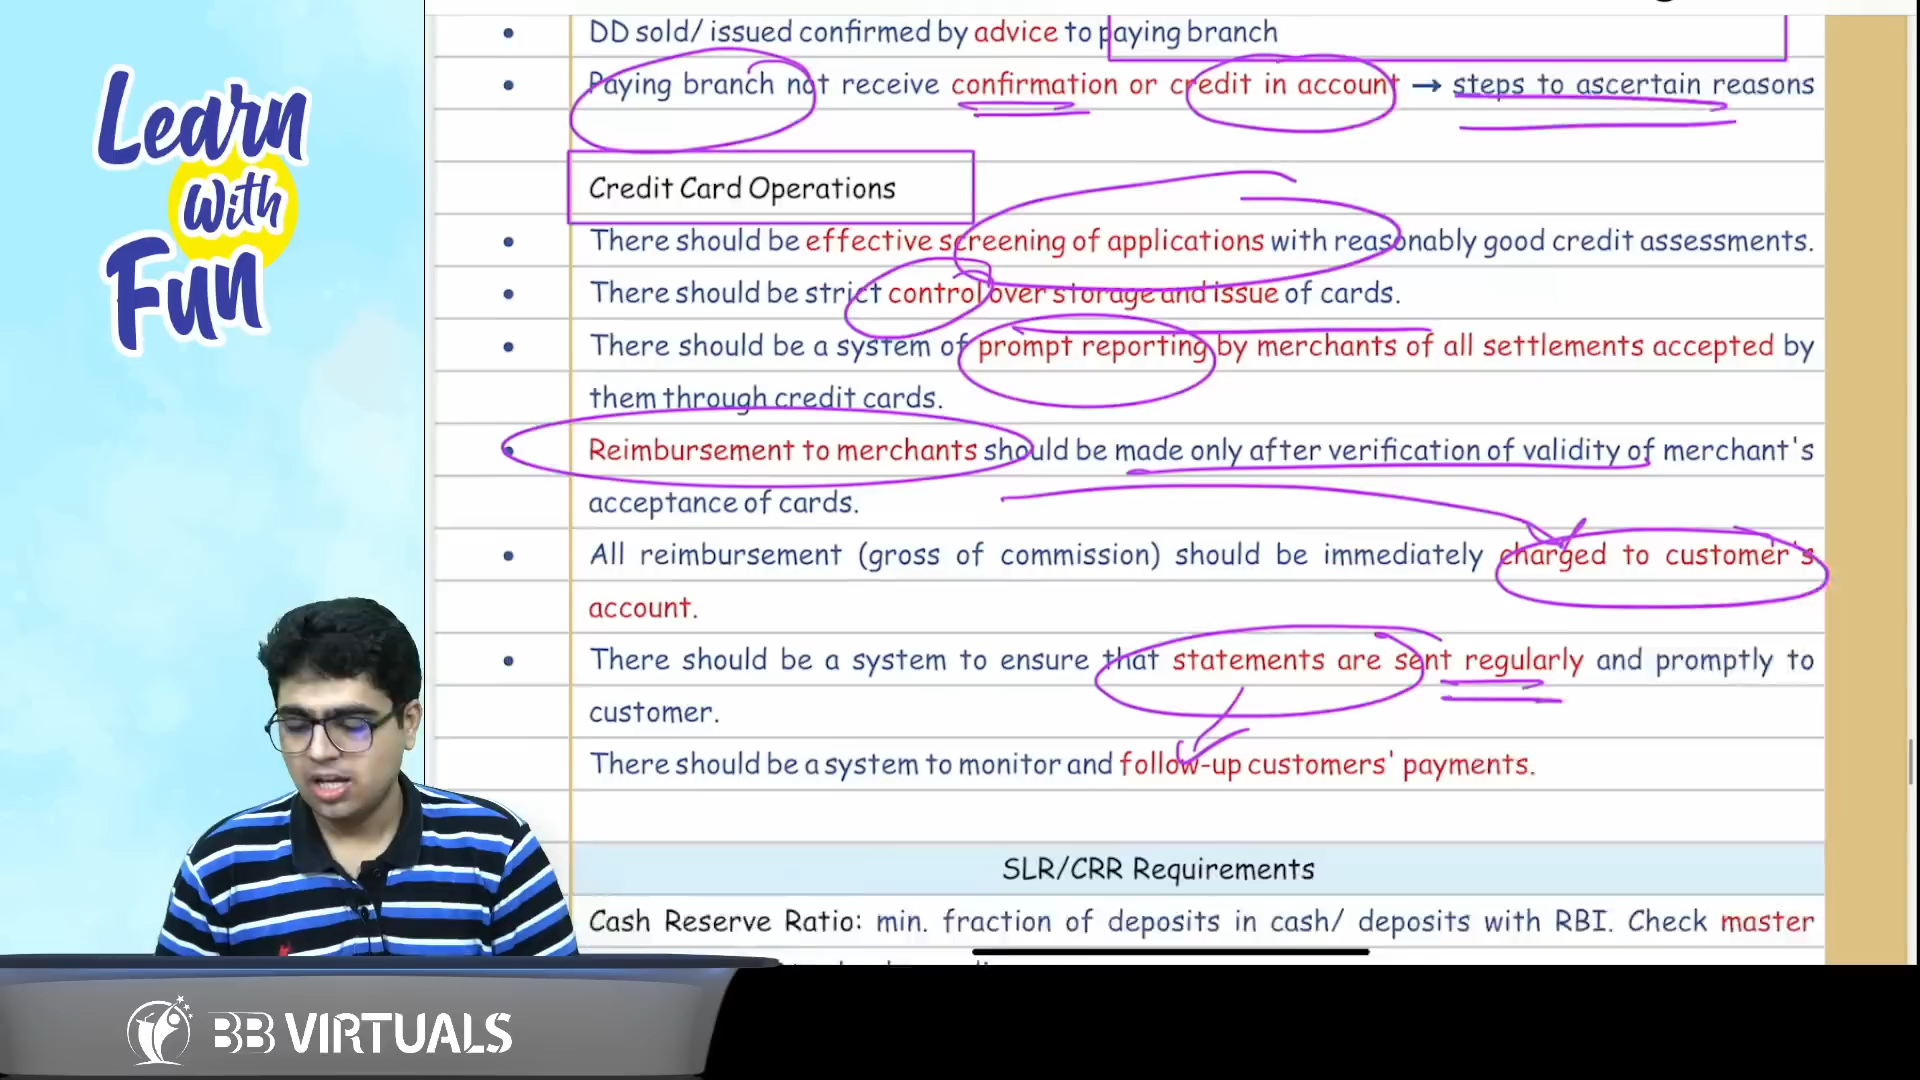 Learn
With
Fun
DD sold/ issued confirmed by advice to paying branch
Paying branch not receive confirmation or credit in account → steps to ascertain reasons
Credit Card Operations
There should be effective screening of applications with reasonably good credit assessments.
There should be strict control over storage and issue of cards.
There should be a system of prompt reporting by merchants of all settlements accepted by
them through credit cards.
Reimbursement to merchants should be made only after verification of validity of merchant's
acceptance of cards.
All reimbursement (gross of commission) should be immediately charged to customer's
account.
There should be a system to ensure that statements are sent regularly and promptly to
customer.
There should be a system to monitor and follow-up customers' payments.
SLR/CRR Requirements
Cash Reserve Ratio: min. fraction of deposits in cash/ deposits with RBI. Check master
BB VIRTUALS